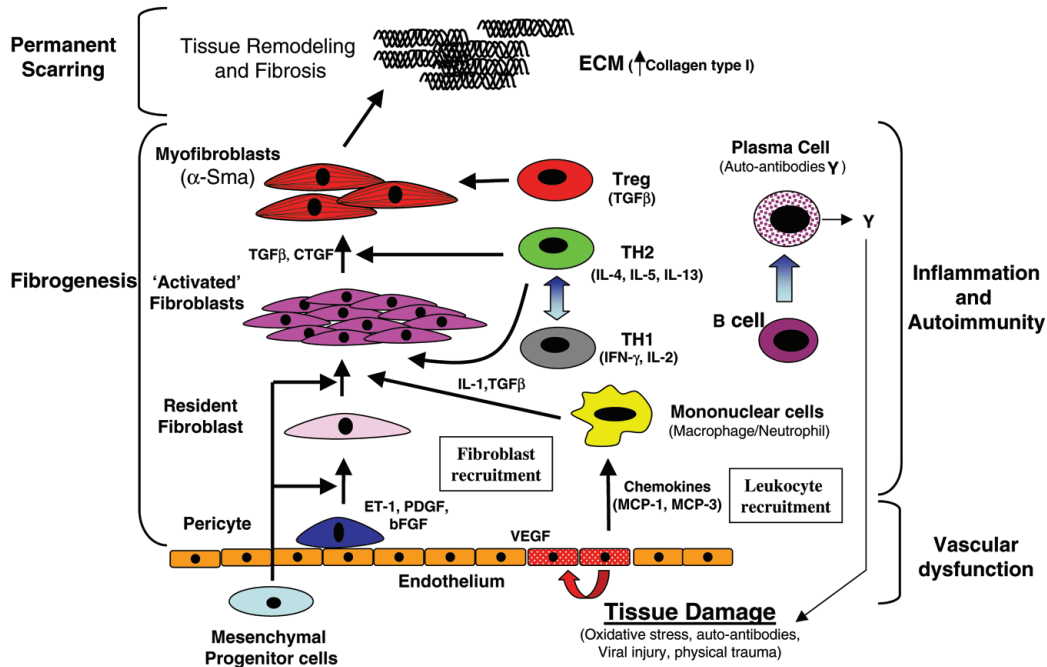 Permanent
Scarring
Tissue Remodeling
and Fibrosis
ECM (↑Collagen type I)
Fibrogenesis
Myofibroblasts
(α-Sma)
Treg
(TGFβ)
TGFβ, CTGF
TH2
(IL-4, IL-5, IL-13)
'Activated'
Fibroblasts
TH1
(IFN-γ, IL-2)
IL-1,TGFβ
Resident
Fibroblast
Mononuclear cells
(Macrophage/Neutrophil)
Fibroblast
recruitment
Chemokines
(MCP-1, MCP-3)
Leukocyte
recruitment
ET-1, PDGF,
bFGF
Pericyte
VEGF
Endothelium
Mesenchymal
Progenitor cells
Tissue Damage
(Oxidative stress, auto-antibodies,
Viral injury, physical trauma)
Plasma Cell
(Auto-antibodies Y)
Y
B cell
Inflammation
and
Autoimmunity
Vascular
dysfunction